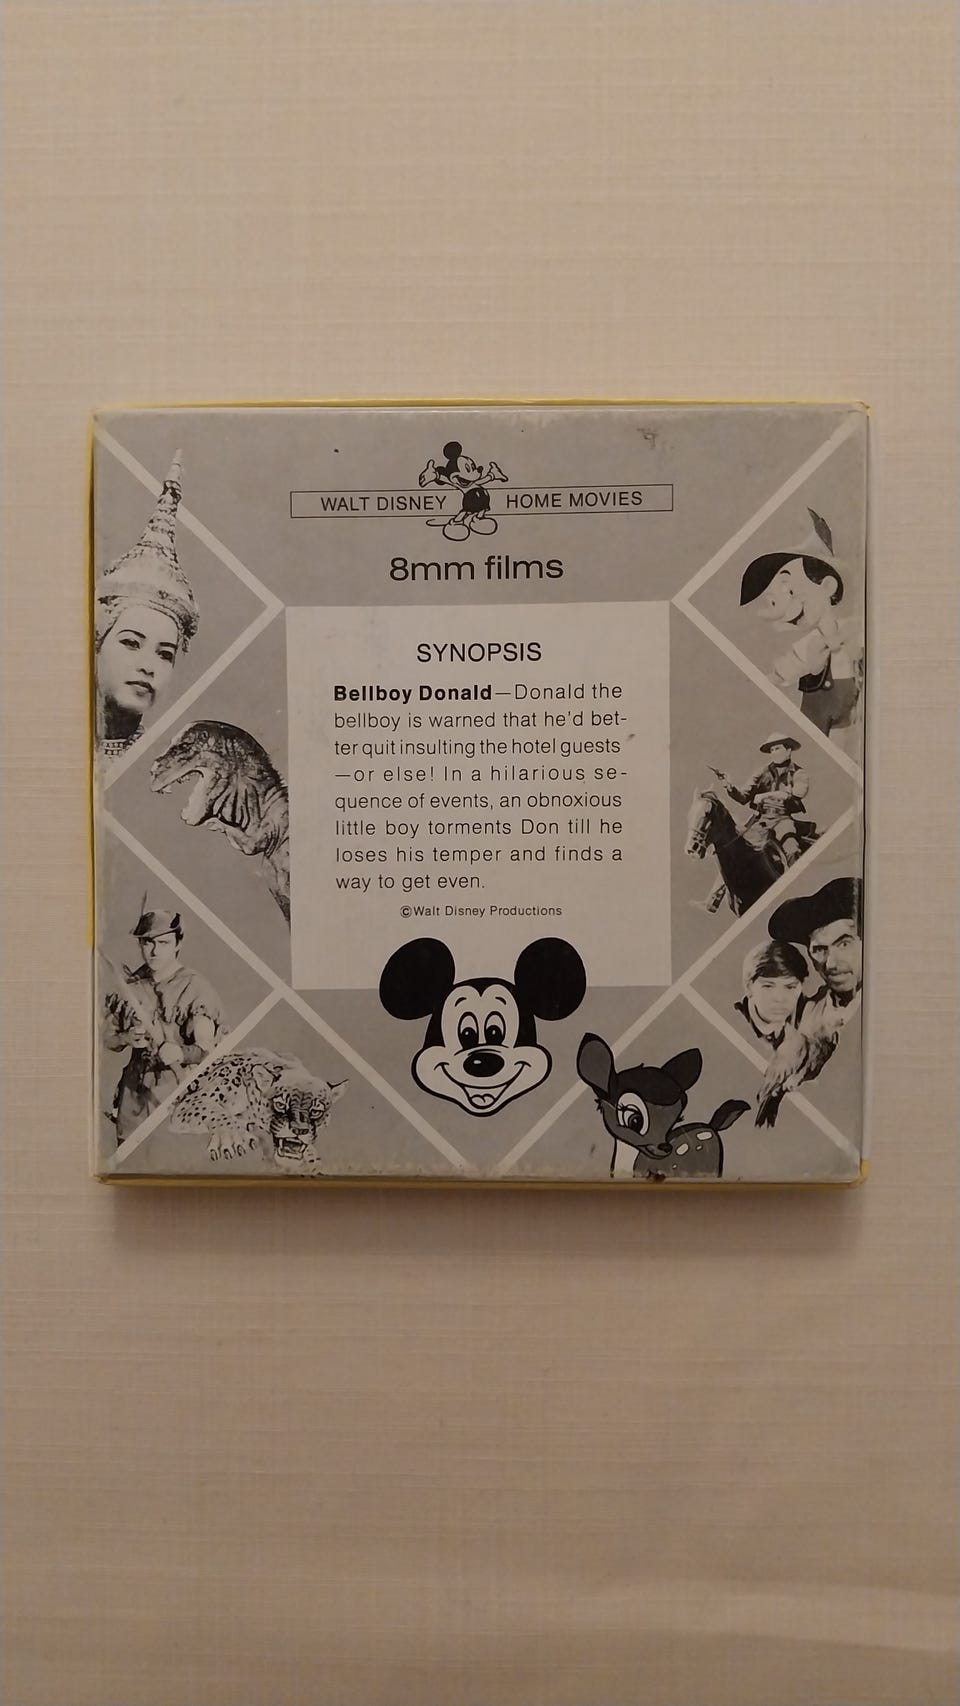 WALT DISNEY HOME MOVIES
8mm films
SYNOPSIS
Bellboy Donald—Donald the
bellboy is warned that he'd bet-
ter quit insulting the hotel guests
—or else! In a hilarious se-
quence of events, an obnoxious
little boy torments Don till he
loses his temper and finds a
way to get even.
©Walt Disney Productions